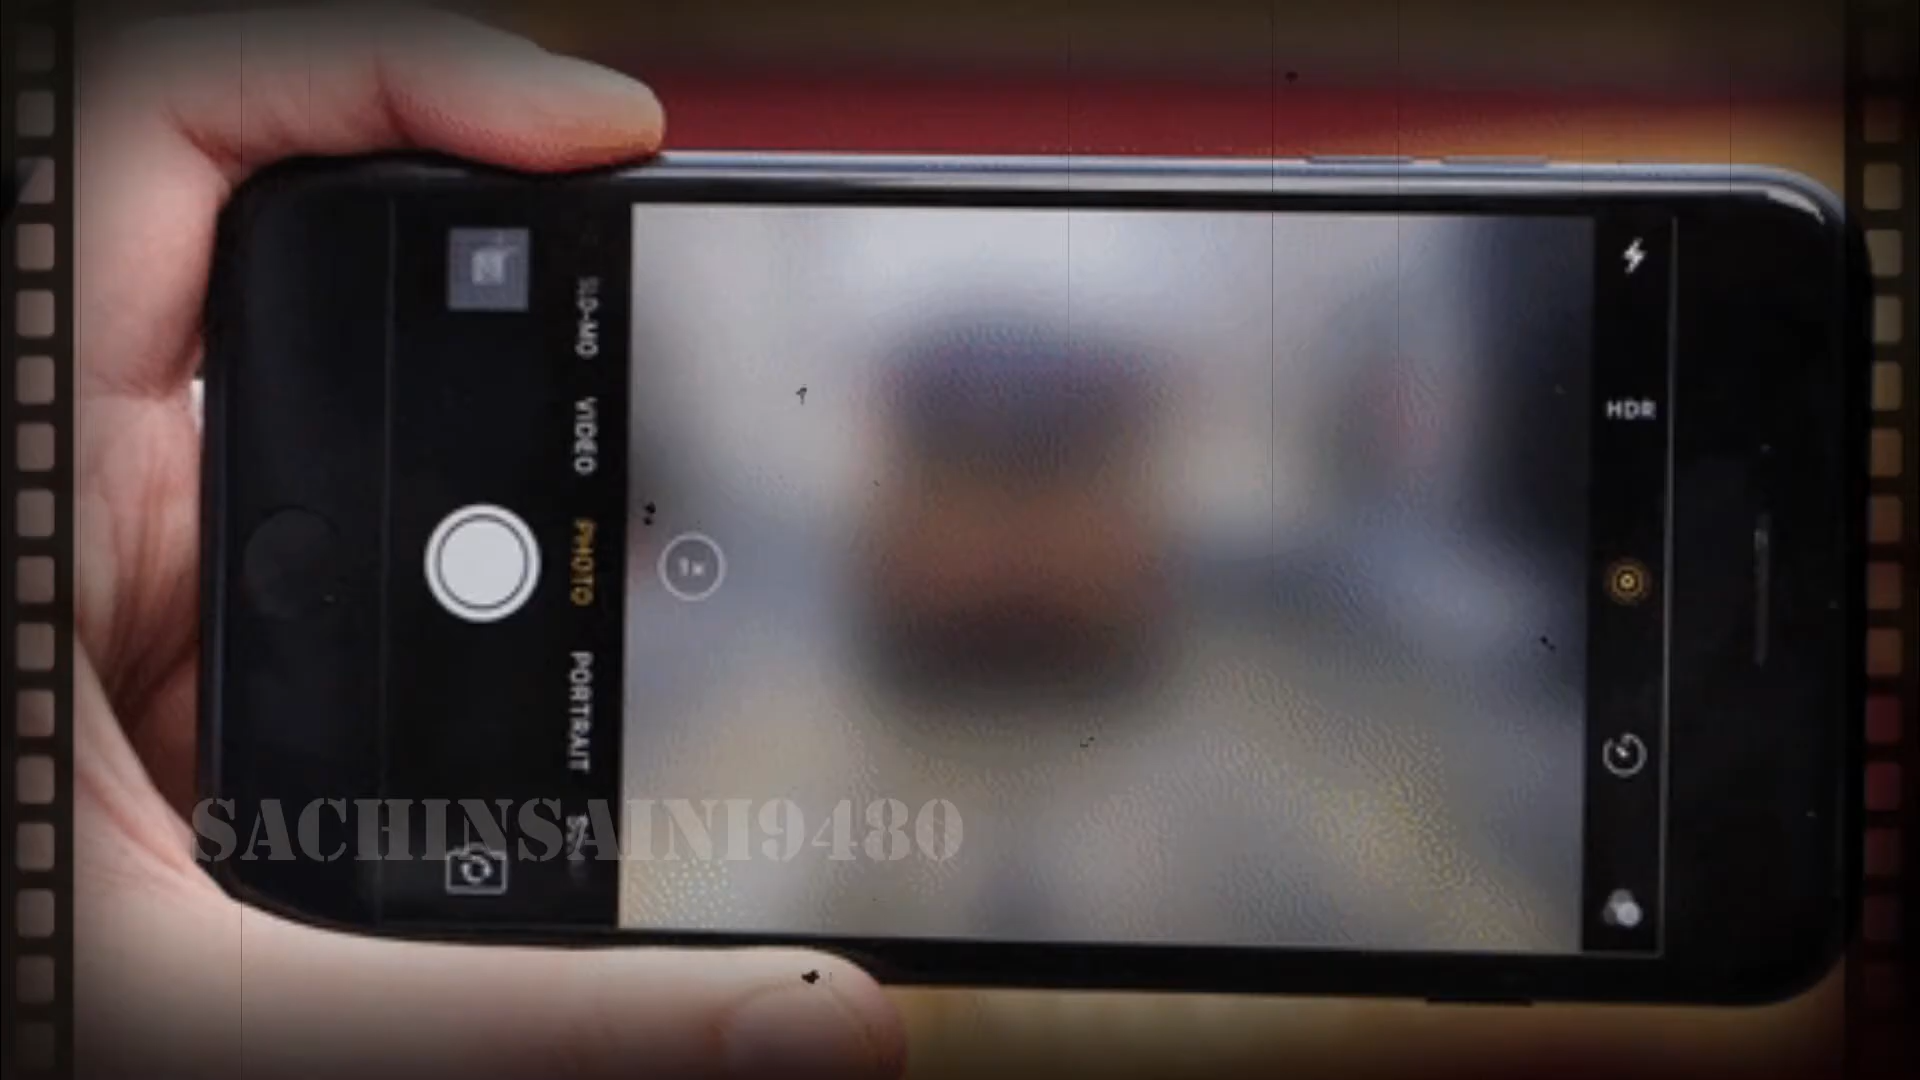 SLO-MO
VIDEO
PHOTO
PORTRAIT
1x
HDR
SACHINSAINI9480